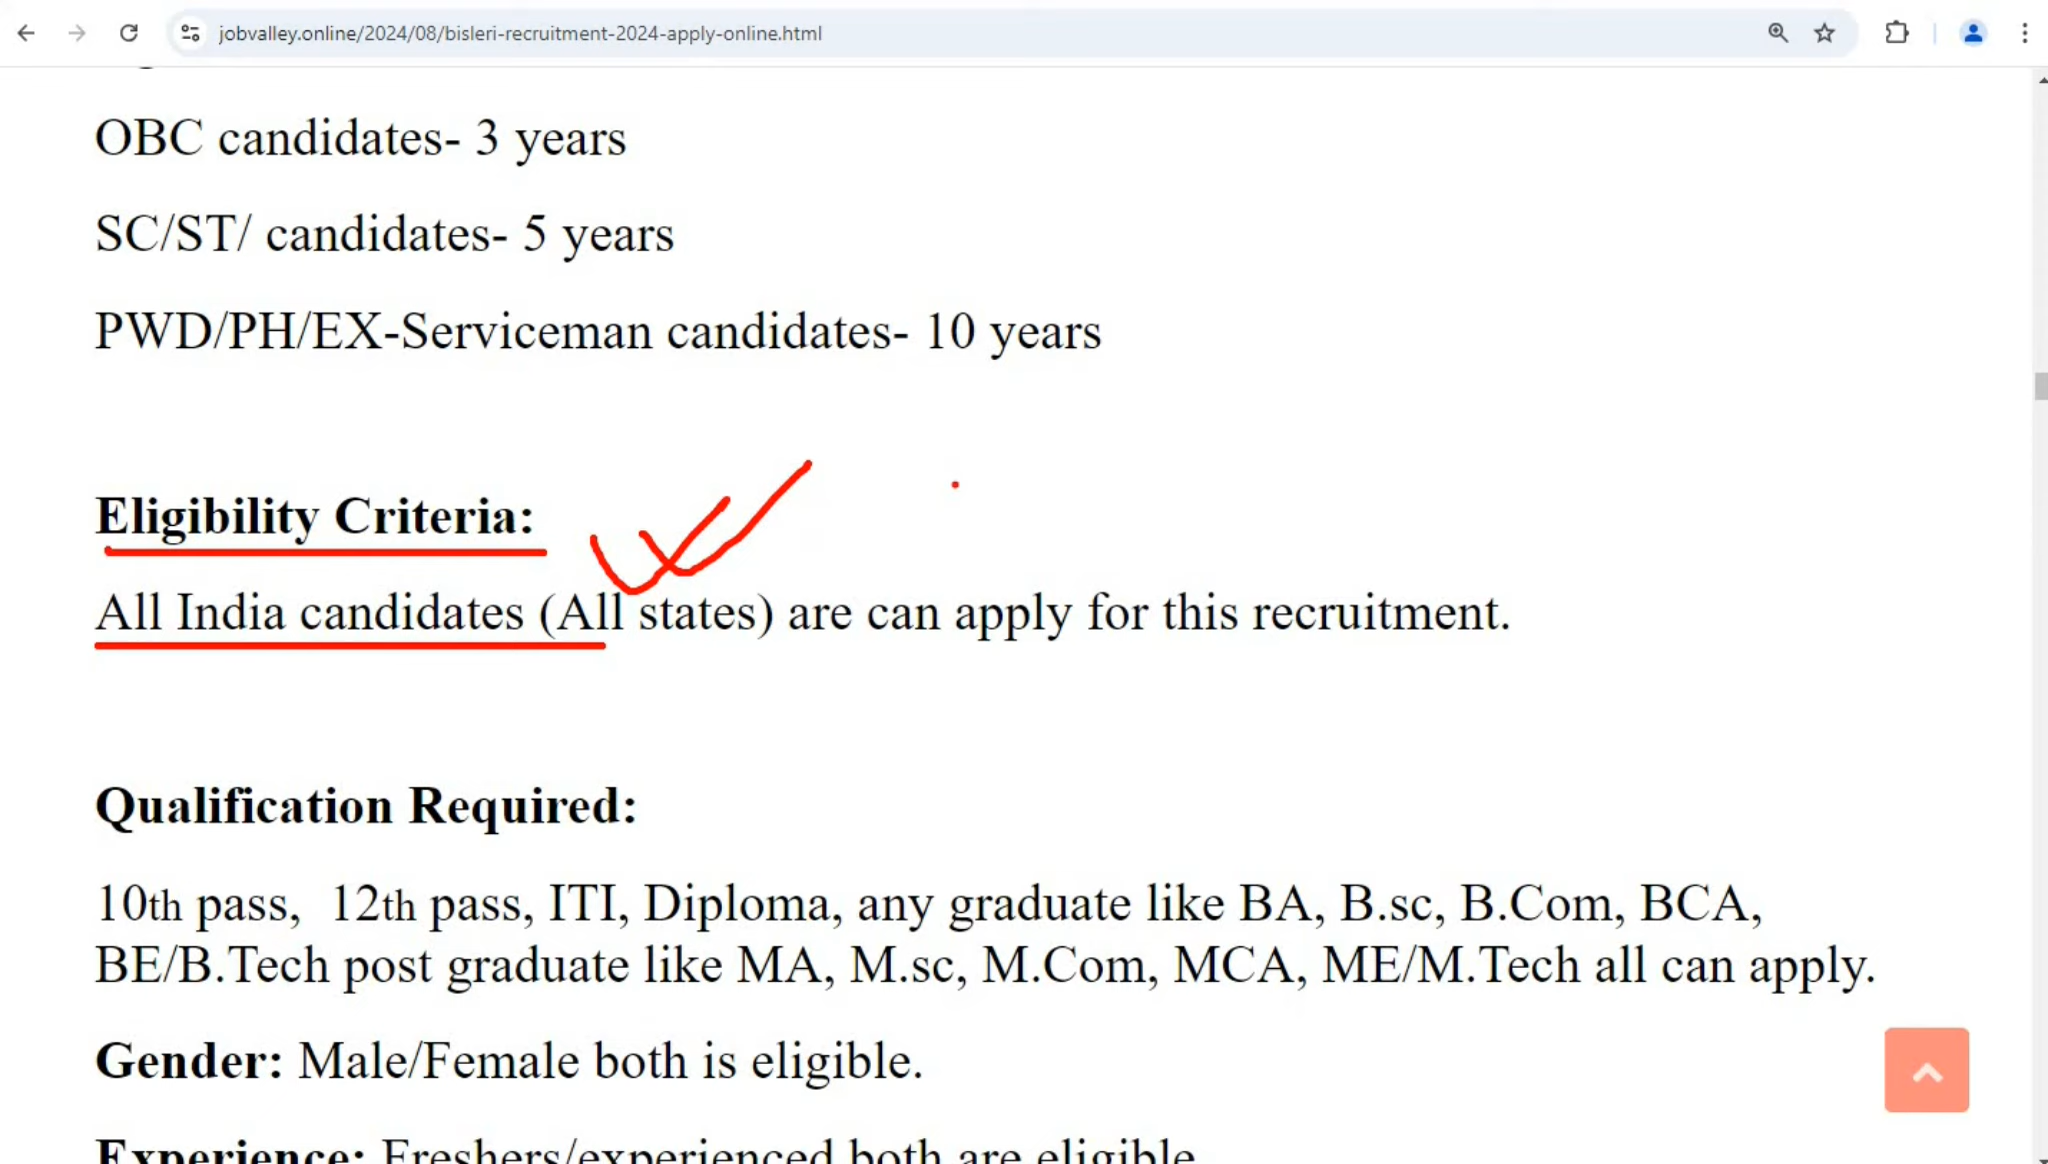 jobvalley.online/2024/08/bisleri-recruitment-2024-apply-online.html
OBC candidates- 3 years
SC/ST/ candidates- 5 years
PWD/PH/EX-Serviceman candidates- 10 years
Eligibility Criteria:
All India candidates (All states) are can apply for this recruitment.
Qualification Required:
10th pass,  12th pass, ITI, Diploma, any graduate like BA, B.sc, B.Com, BCA,
BE/B.Tech post graduate like MA, M.sc, M.Com, MCA, ME/M.Tech all can apply.
Gender: Male/Female both is eligible.
Experience: Freshers/experienced both are eligible